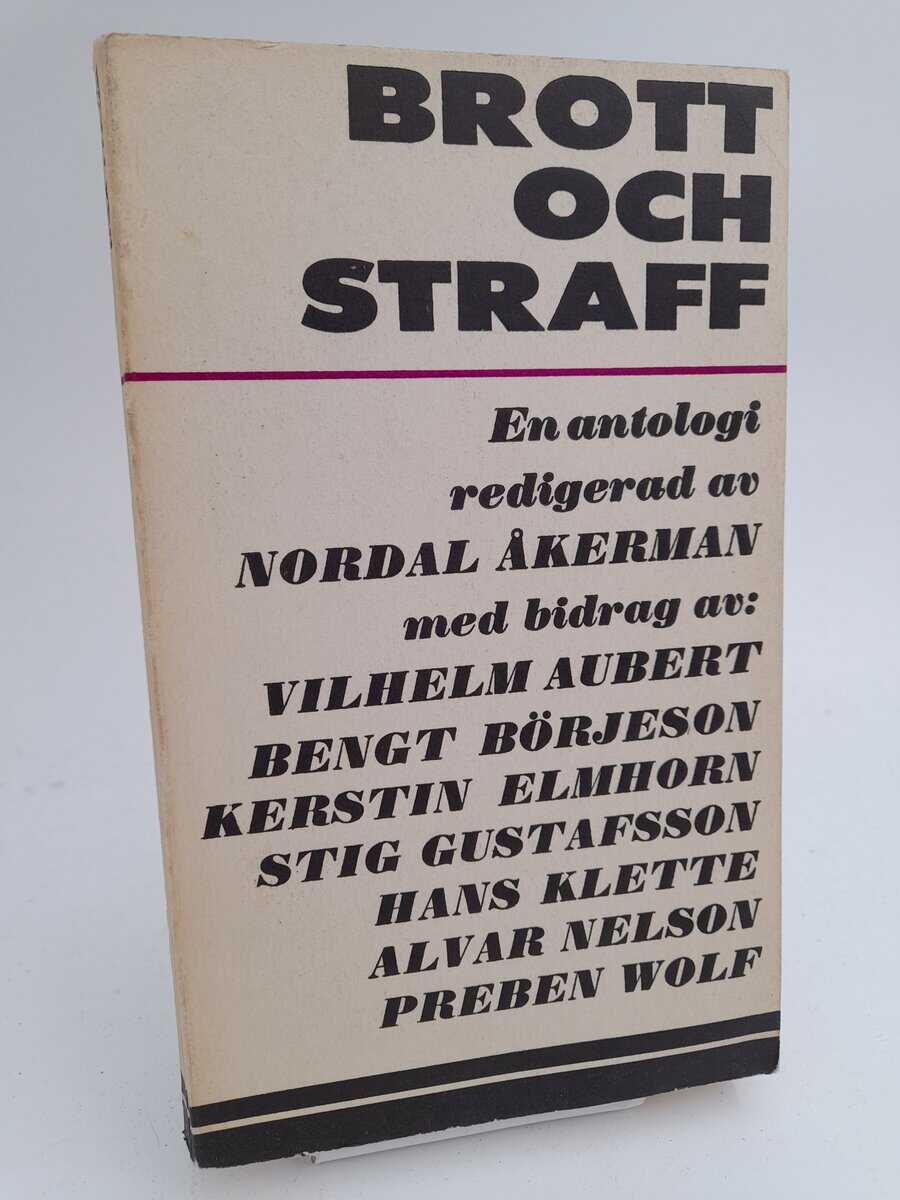 BROTT
OCH
STRAFF
En antologi
redigerad av
NORDAL ÅKERMAN
med bidrag av:
VILHELM AUBERT
BENGT BÖRJESON
KERSTIN ELMHORN
STIG GUSTAFSSON
HANS KLETTE
ALVAR NELSON
PREBEN WOLF